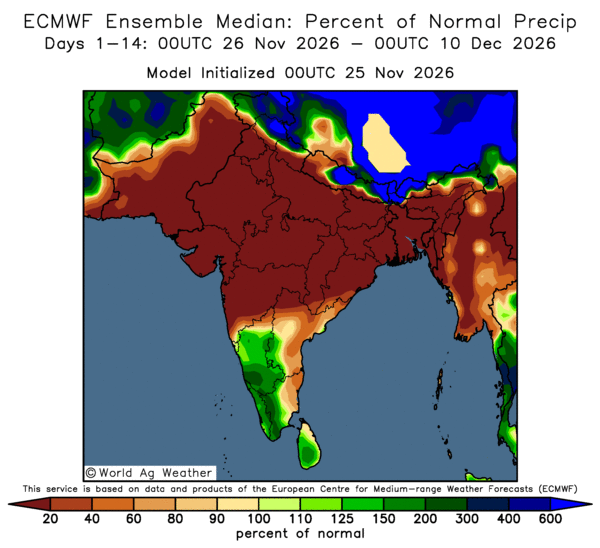 ECMWF Ensemble Median: Percent of Normal Precip
Days 1-14: 00UTC 26 Nov 2026 - 00UTC 10 Dec 2026
Model Initialized 00UTC 25 Nov 2026
©World Ag Weather
This service is based on data and products of the European Centre for Medium-range Weather Forecasts (ECMWF)
20 40 60 80 90 100 110 125 150 200 300 400 600
percent of normal